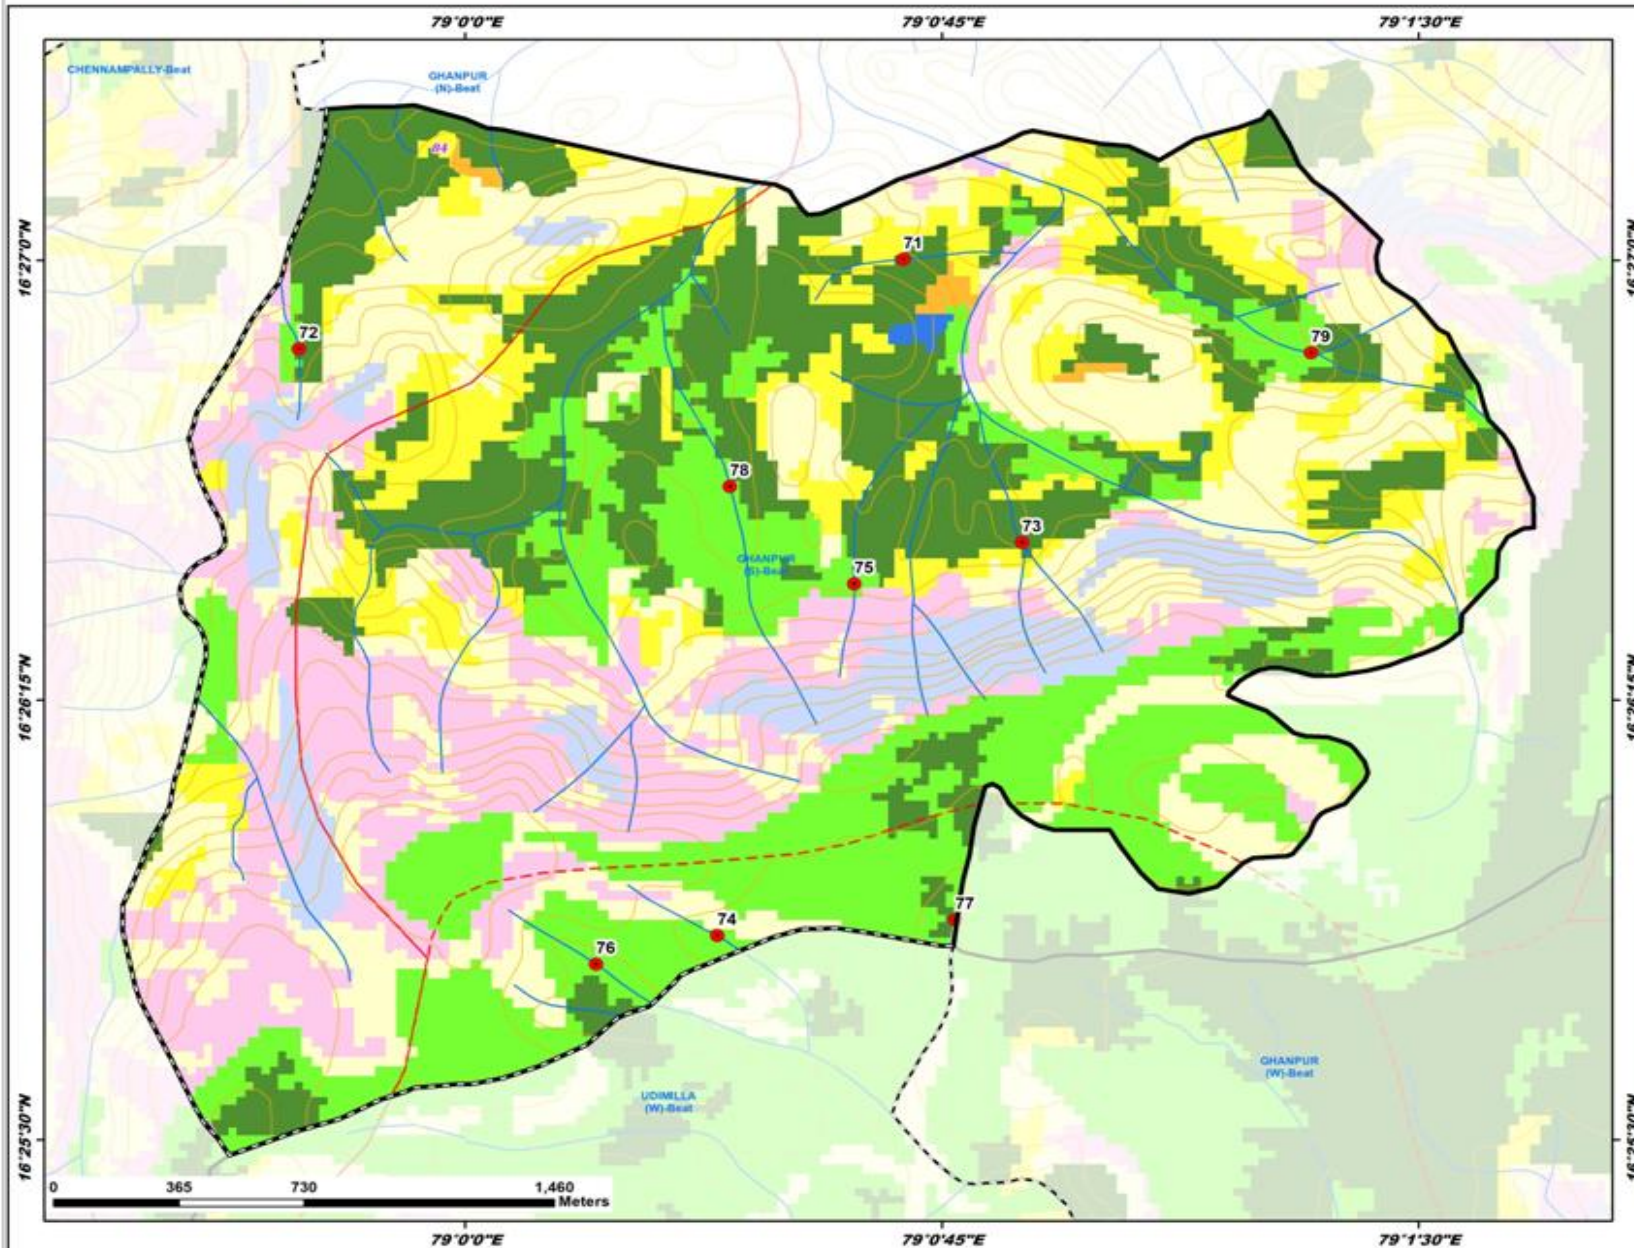 79°0'0"E
79°0'45"E
79°1'30"E
CHENNAMPALLY-Beat
GHANPUR
(N)-Beat
84
16°27'0"N
71
72
79
78
73
GHANPUR
(S)-Beat
75
16°26'15"N
77
74
76
GHANPUR
(W)-Beat
UDIMILLA
(W)-Beat
16°25'30"N
0
365
730
1,460
Meters
79°0'0"E
79°0'45"E
79°1'30"E